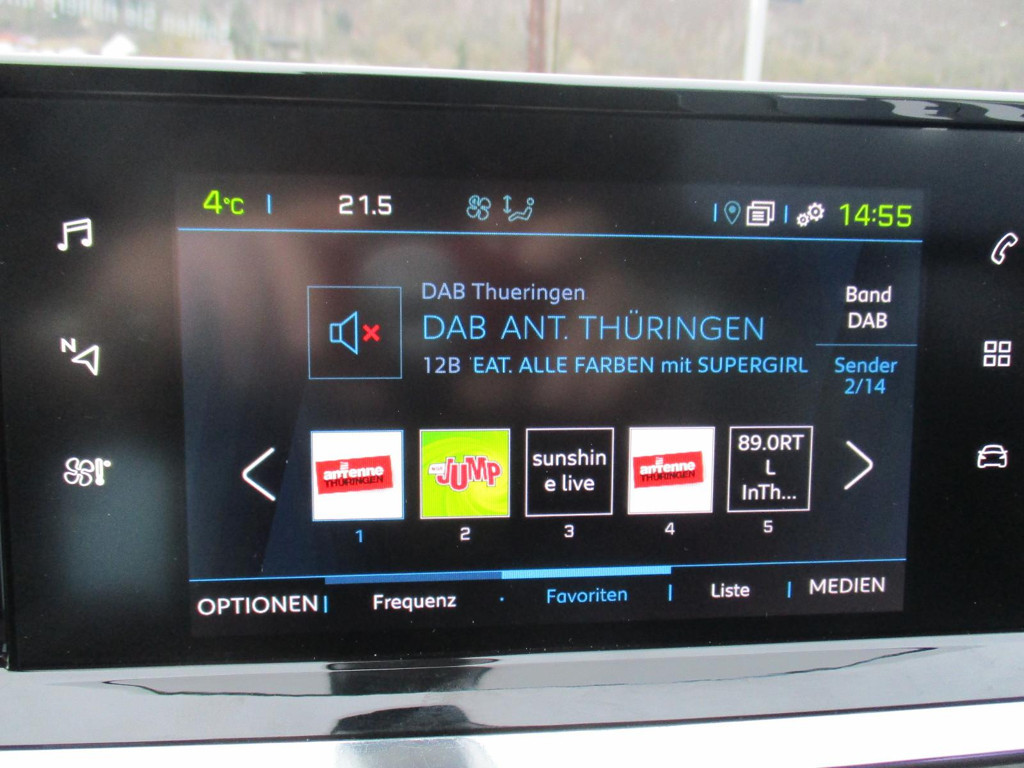 4°C 21.5 14:55
N
DAB Thueringen
DAB ANT. THÜRINGEN
12B EAT. ALLE FARBEN mit SUPERGIRL
Band
DAB
Sender
2/14
antenne
THÜRINGEN
JUMP
sunshin
e live
antenne
THÜRINGEN
89.0RT
L
InTh...
1 2 3 4 5
OPTIONEN Frequenz Favoriten Liste MEDIEN